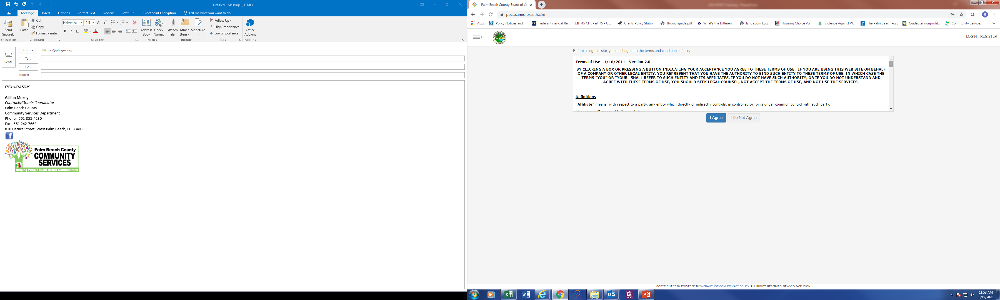 Untitled - Message (HTML)
File Message Insert Options Format Text Review Foxit PDF Proofpoint Encryption Tell me what you want to do...
Send Securely
Encryption
Paste
Cut
Copy
Format Painter
Clipboard
Helvetica 10.5
B I U
Basic Text
Address Book
Check Names
Names
Attach File
Attach Item
Signature
Include
Follow Up
High Importance
Low Importance
Tags
Office Add-ins
Add-ins
Send
From GMoxey@pbcgov.org
To...
Cc...
Subject
f7GewRA5639
Gillian Moxey
Contracts/Grants Coordinator
Palm Beach County
Community Services Department
Phone: 561-355-4230
Fax: 561 242-7662
810 Datura Street, West Palm Beach, FL 33401
f
Palm Beach County
COMMUNITY
SERVICES
Helping People Build Better Communities
- Palm Beach County Board of Co
pbcc.samis.io/auth.cfm
g
Apps Policy Notices and... Federal Financial Re... LII 45 CFR Part 75 - U... Grants Policy Statm... ffrquickguide.pdf What's the Differen... lynda.com LogIn Housing Choice Vo... Violence Against W... The Palm Beach Post GuideStar nonprofit... Community Service... »
LOGIN REGISTER
Before using this site, you must agree to the terms and conditions of use.
Terms of Use - 1/18/2011 - Version 2.0
BY CLICKING A BOX OR PRESSING A BUTTON INDICATING YOUR ACCEPTANCE YOU AGREE TO THESE TERMS OF USE. IF YOU ARE USING THIS WEB SITE ON BEHALF
OF A COMPANY OR OTHER LEGAL ENTITY, YOU REPRESENT THAT YOU HAVE THE AUTHORITY TO BIND SUCH ENTITY TO THESE TERMS OF USE, IN WHICH CASE THE
TERMS "YOU" OR "YOUR" SHALL REFER TO SUCH ENTITY AND ITS AFFILIATES. IF YOU DO NOT HAVE SUCH AUTHORITY, OR IF YOU DO NOT UNDERSTAND AND
AGREE WITH THESE TERMS OF USE, YOU SHOULD SEEK LEGAL COUNSEL, NOT ACCEPT THE TERMS OF USE, AND NOT USE THE SERVICES.
Definitions
"Affiliate" means, with respect to a party, any entity which directly or indirectly controls, is controlled by, or is under common control with such party.
"Agreement" means this Terms of Use
I Agree I Do Not Agree
COPYRIGHT 2020. POWERED BY WEBAUTHOR.COM. PRIVACY POLICY. ALL RIGHTS RESERVED. NEW-CF-2-CFUSION
11:53 AM
3/19/2020